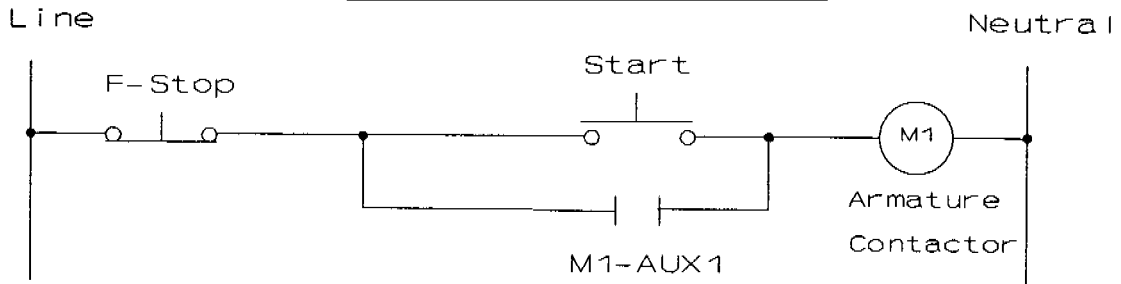 Line
Neutral
F-Stop
Start
M1
Armature
Contactor
M1-AUX1